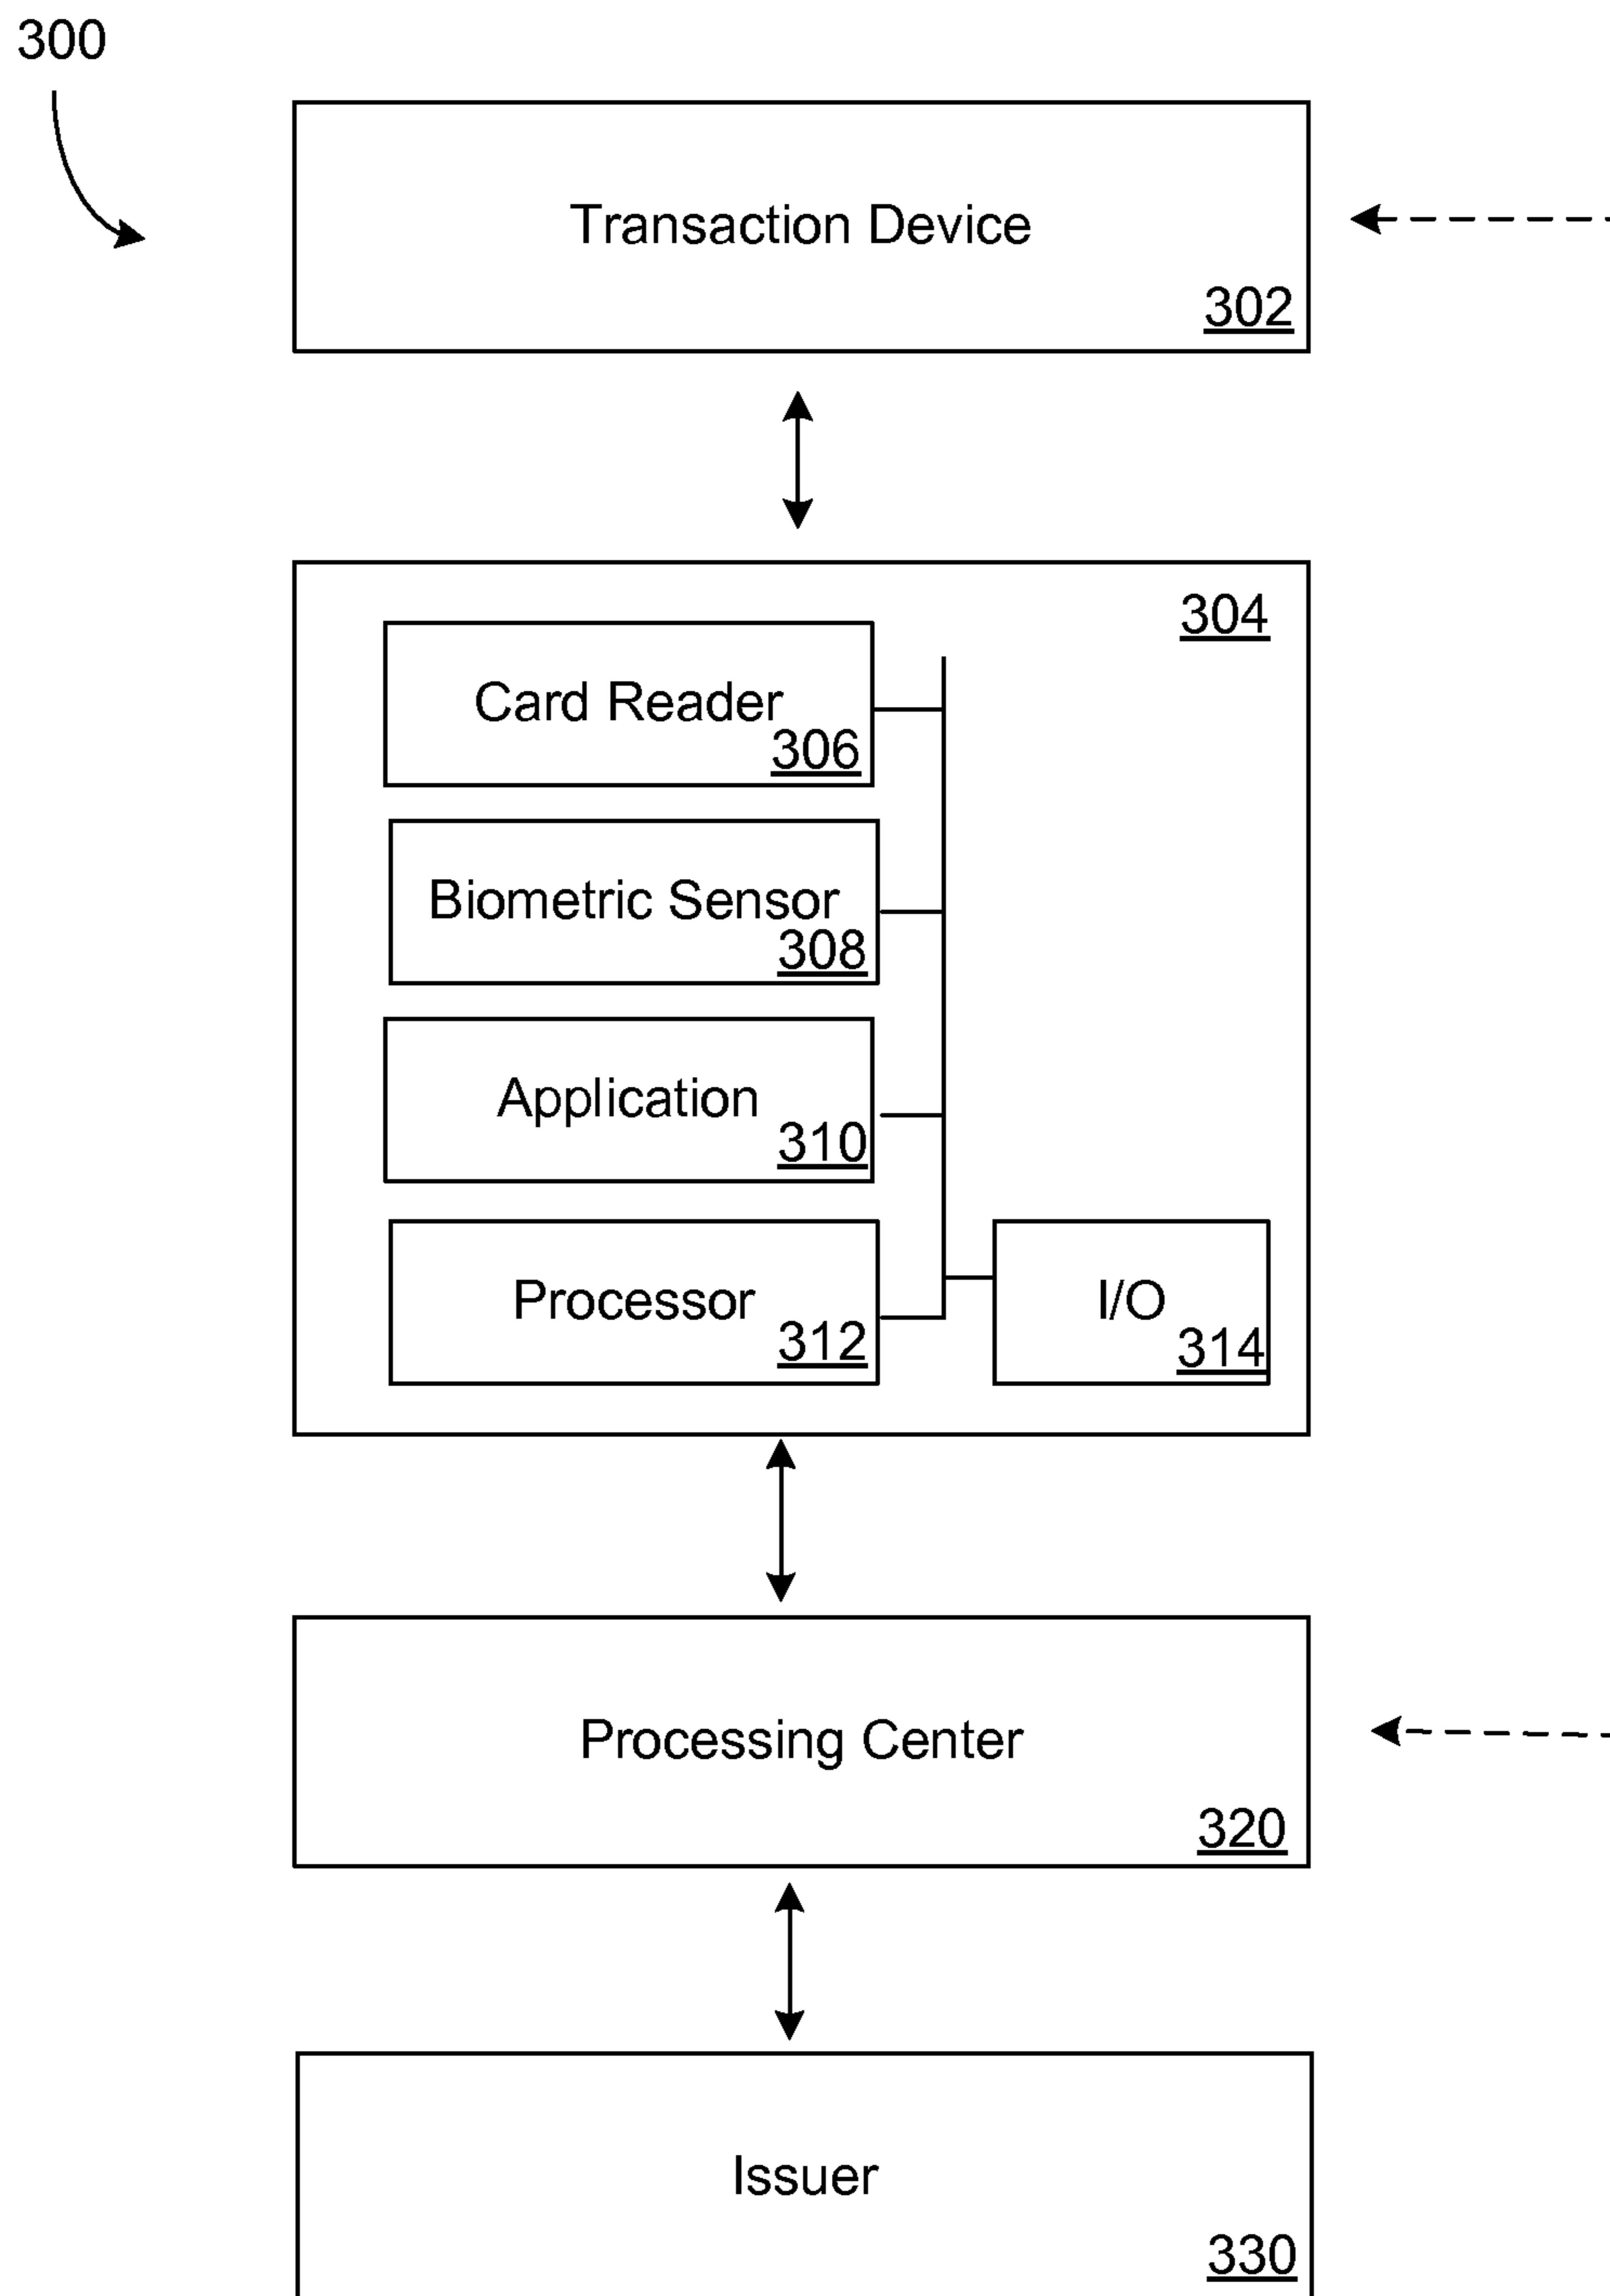 300
Transaction Device
302
304
Card Reader
306
Biometric Sensor
308
Application
310
Processor
312
I/O
314
Processing Center
320
Issuer
330